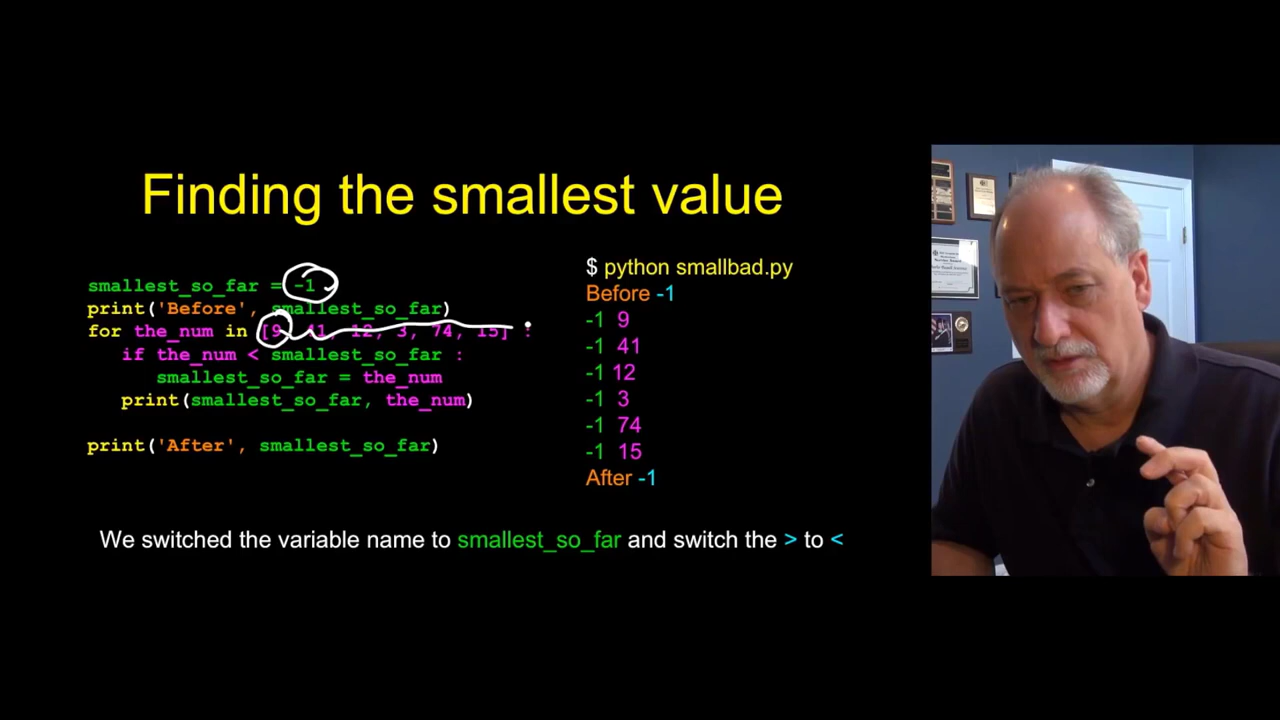 Finding the smallest value
smallest_so_far = -1
print('Before', smallest_so_far)
for the_num in [9, 41, 12, 3, 74, 15] :
if the_num < smallest_so_far :
smallest_so_far = the_num
print(smallest_so_far, the_num)
print('After', smallest_so_far)
$ python smallbad.py
Before -1
-1 9
-1 41
-1 12
-1 3
-1 74
-1 15
After -1
We switched the variable name to smallest_so_far and switch the > to <